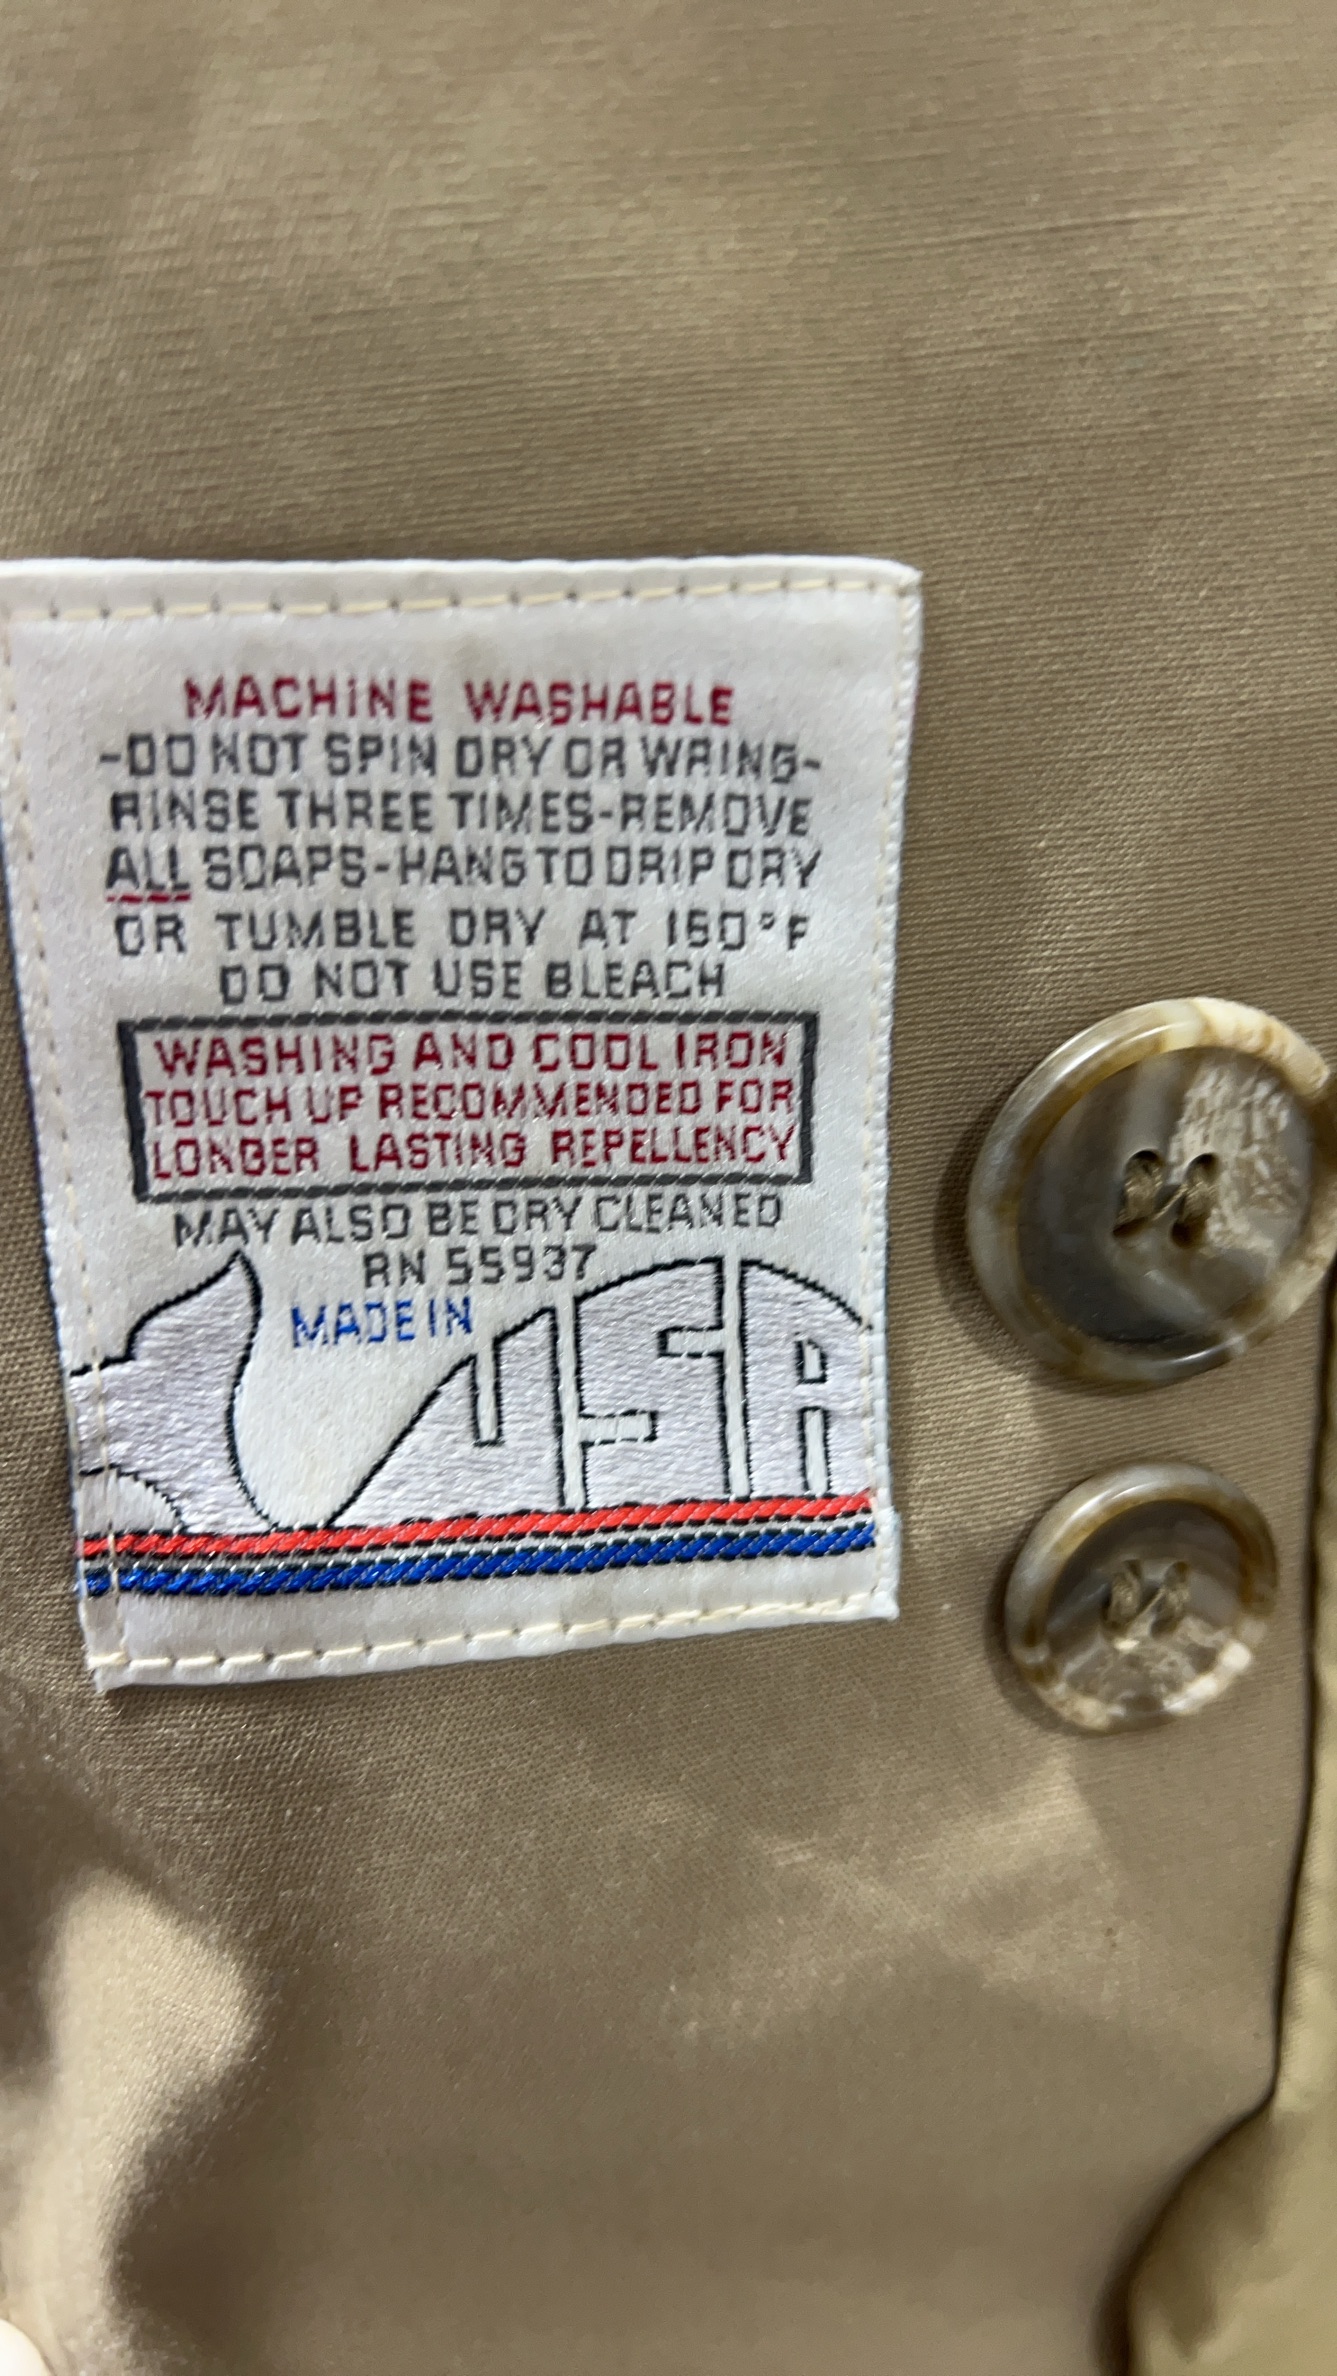 MACHINE WASHABLE
-DO NOT SPIN DRY OR WRING-
RINSE THREE TIMES-REMOVE
ALL SOAPS-HANG TO DRIP DRY
OR TUMBLE DRY AT 160°F
DO NOT USE BLEACH
WASHING AND COOL IRON
TOUCH UP RECOMMENDED FOR
LONGER LASTING REPELLENCY
MAY ALSO BE DRY CLEANED
RN 55937
MADE IN
USA